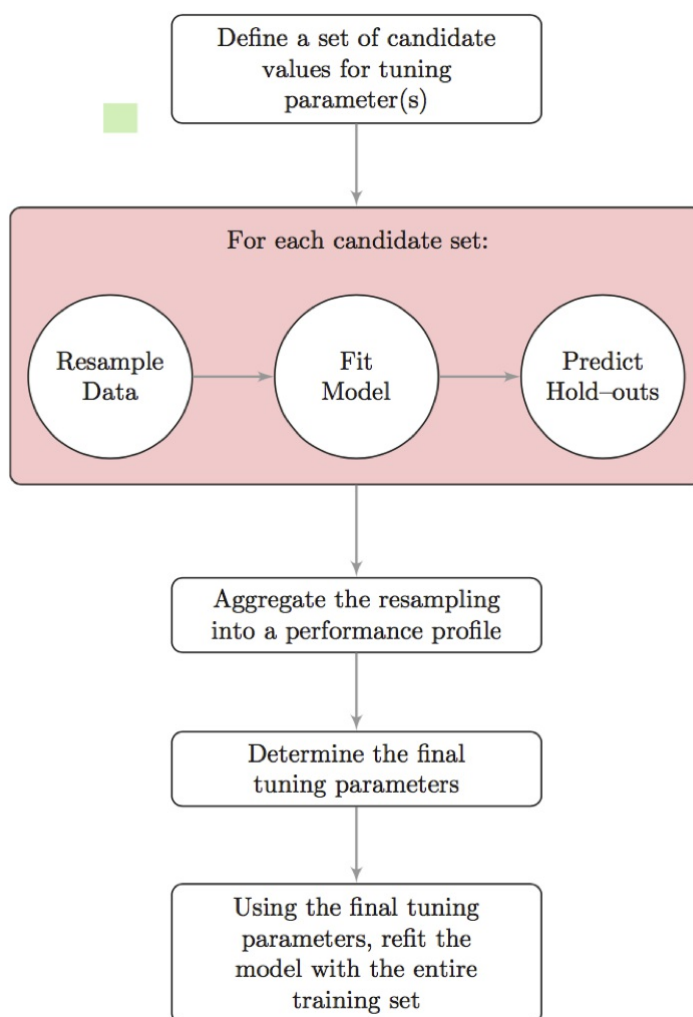 Define a set of candidate
values for tuning
parameter(s)
For each candidate set:
Resample
Data
Fit
Model
Predict
Hold–outs
Aggregate the resampling
into a performance profile
Determine the final
tuning parameters
Using the final tuning
parameters, refit the
model with the entire
training set